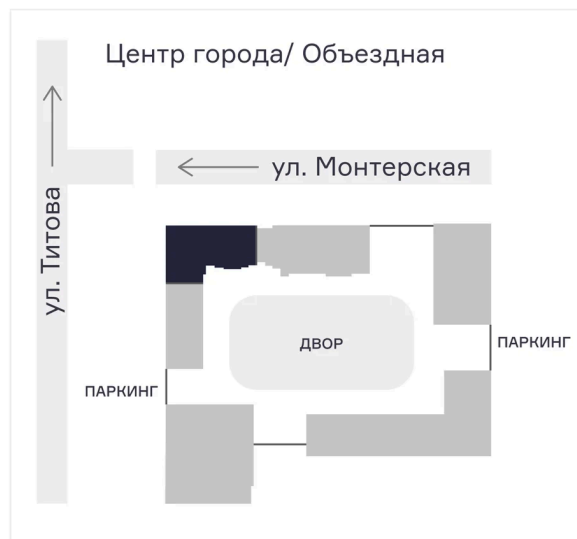 Центр города/ Объездная
ул. Монтерская
ул. Титова
ДВОР
ПАРКИНГ
ПАРКИНГ